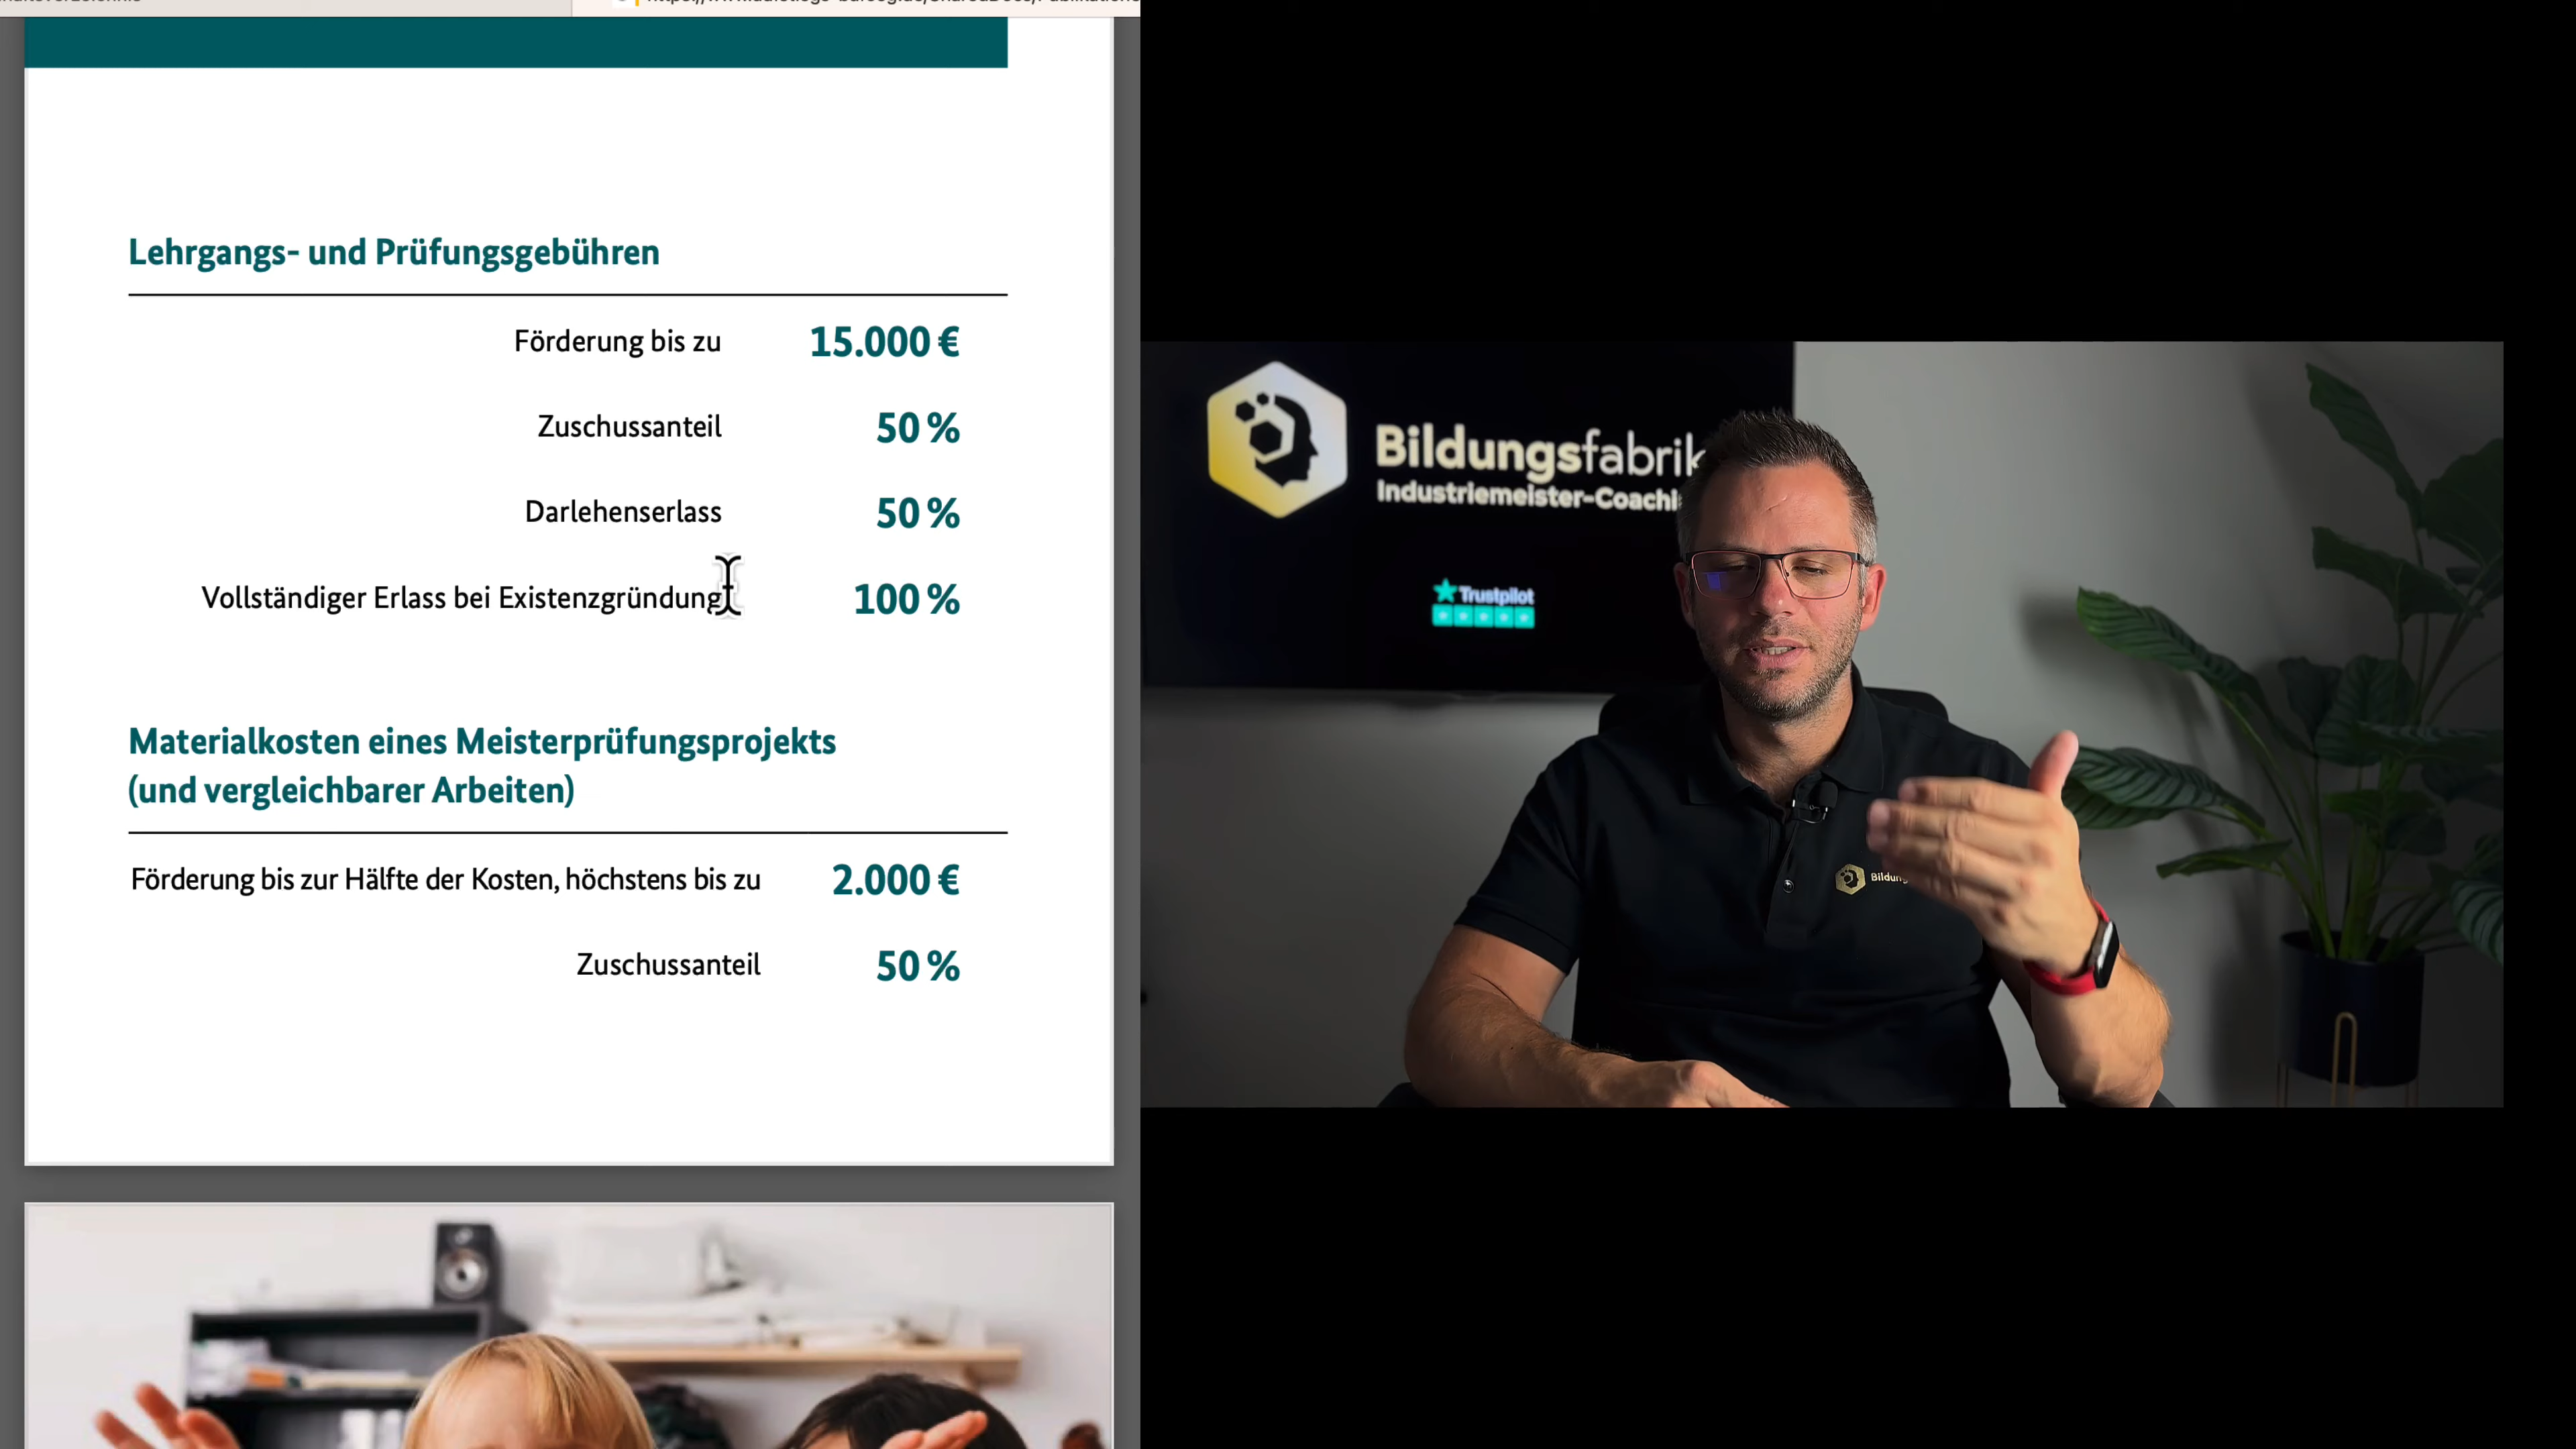 Lehrgangs- und Prüfungsgebühren
Förderung bis zu 15.000 €
Zuschussanteil 50 %
Darlehenserlass 50 %
Vollständiger Erlass bei Existenzgründung 100 %
Materialkosten eines Meisterprüfungsprojekts
(und vergleichbarer Arbeiten)
Förderung bis zur Hälfte der Kosten, höchstens bis zu 2.000 €
Zuschussanteil 50 %
Bildungsfabrik
Industriemeister-Coachi
Trustpilot
Bildung